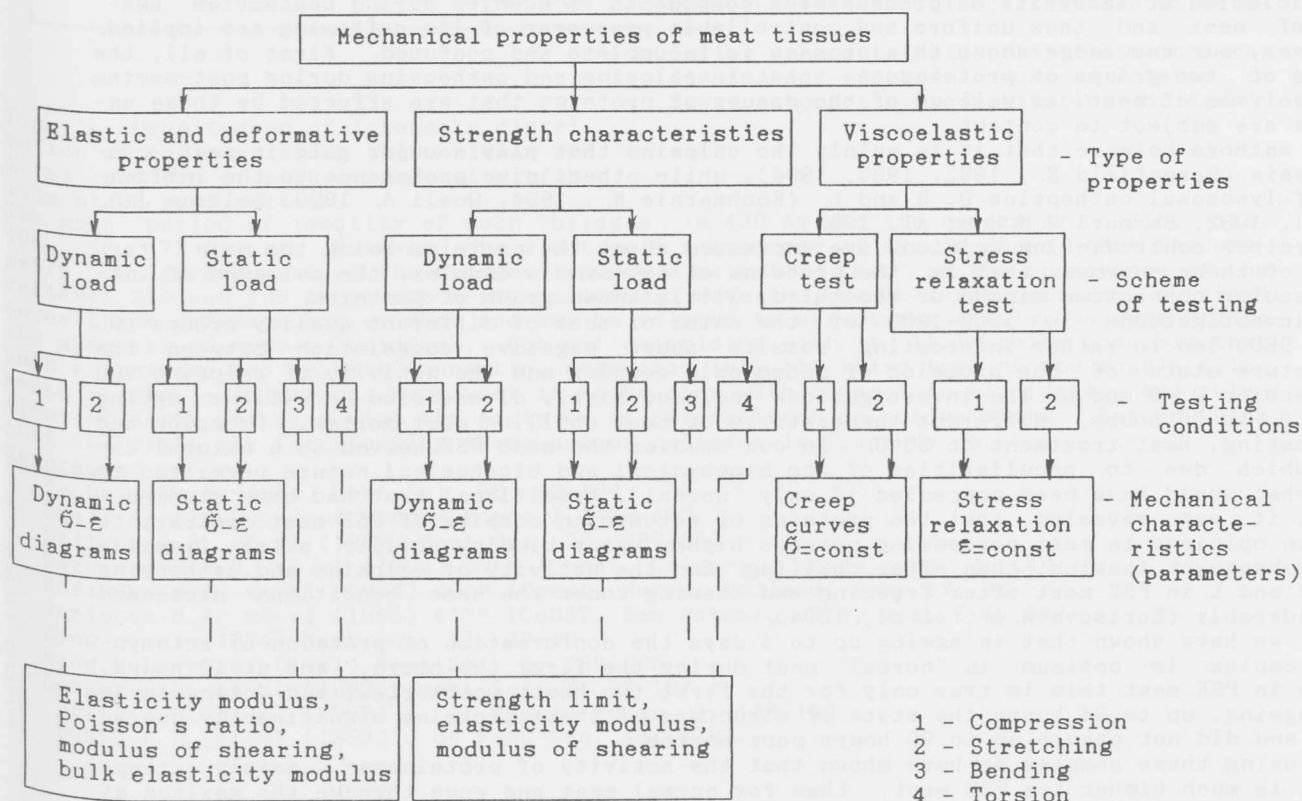 Mechanical properties of meat tissues
Elastic and deformative
properties
Strength characteristies
Viscoelastic
properties
- Type of
properties
Dynamic
load
Static
load
Dynamic
load
Static
load
Creep
test
Stress
relaxation
test
- Scheme of
loading
1 2 1 2 3 4 1 2 1 2 3 4 1 2 1 2
- Testing
conditions
Dynamic
σ-ε
diagrams
Static
σ-ε
diagrams
Dynamic
σ-ε
diagrams
Static
σ-ε
diagrams
Creep
curves
σ=const
Stress
relaxation
ε=const
- Mechanical
characte-
ristics
(parameters)
Elasticity modulus,
Poison's ratio,
modulus of shearing,
bulk elasticity modulus
Strength limit,
elasticity modulus,
modulus of shearing
1 - Compression
2 - Stretching
3 - Bending
4 - Torsion